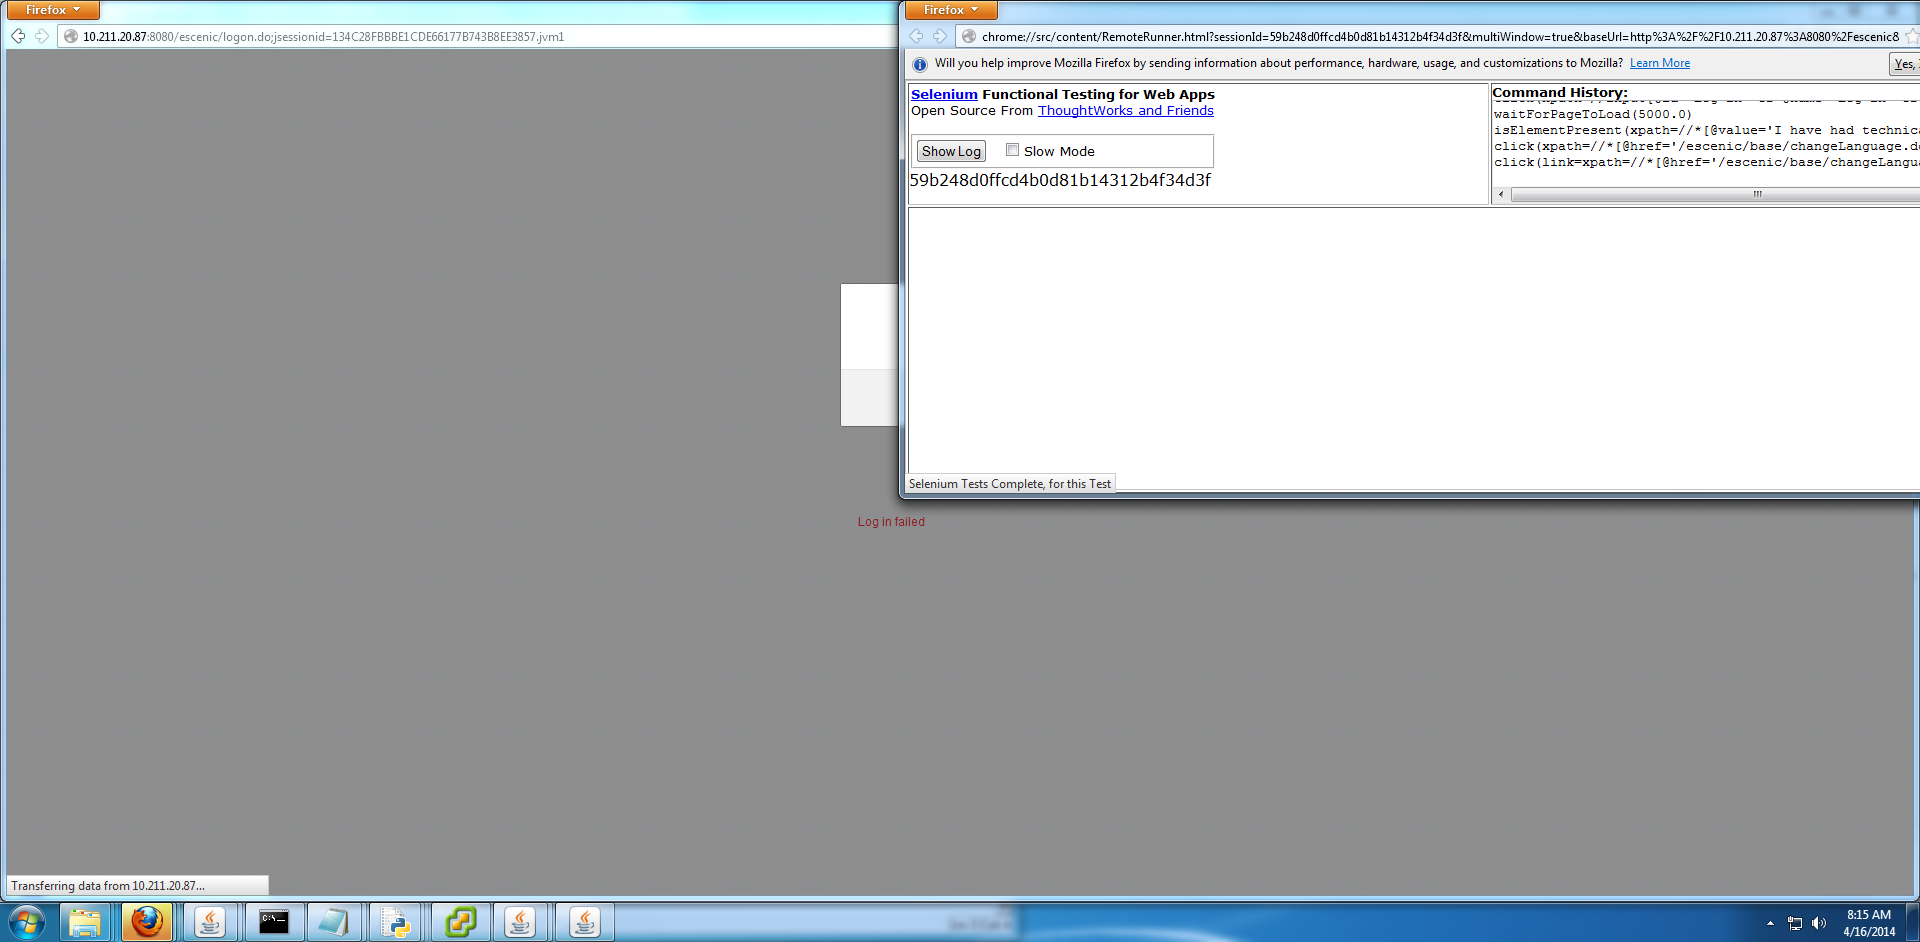 Firefox
10.211.20.87:8080/escenic/logon.do;jsessionid=134C28FBBBE1CDE66177B743B8EE3857.jvm1
Log in failed
Transferring data from 10.211.20.87...
Firefox
chrome://src/content/RemoteRunner.html?sessionId=59b248d0ffcd4b0d81b14312b4f34d3f&multiWindow=true&baseUrl=http%3A%2F%2F10.211.20.87%3A8080%2Fescenic&
Will you help improve Mozilla Firefox by sending information about performance, hardware, usage, and customizations to Mozilla? Learn More
Yes,
Selenium Functional Testing for Web Apps
Open Source From ThoughtWorks and Friends
Show Log Slow Mode
59b248d0ffcd4b0d81b14312b4f34d3f
Command History:
waitForPageToLoad(5000.0)
isElementPresent(xpath=//*[@value='I have had technica
click(xpath=//*[@href='/escenic/base/changeLanguage.d
click(link=xpath=//*[@href='/escenic/base/changeLangua
Selenium Tests Complete, for this Test
C:\_
8:15 AM
4/16/2014